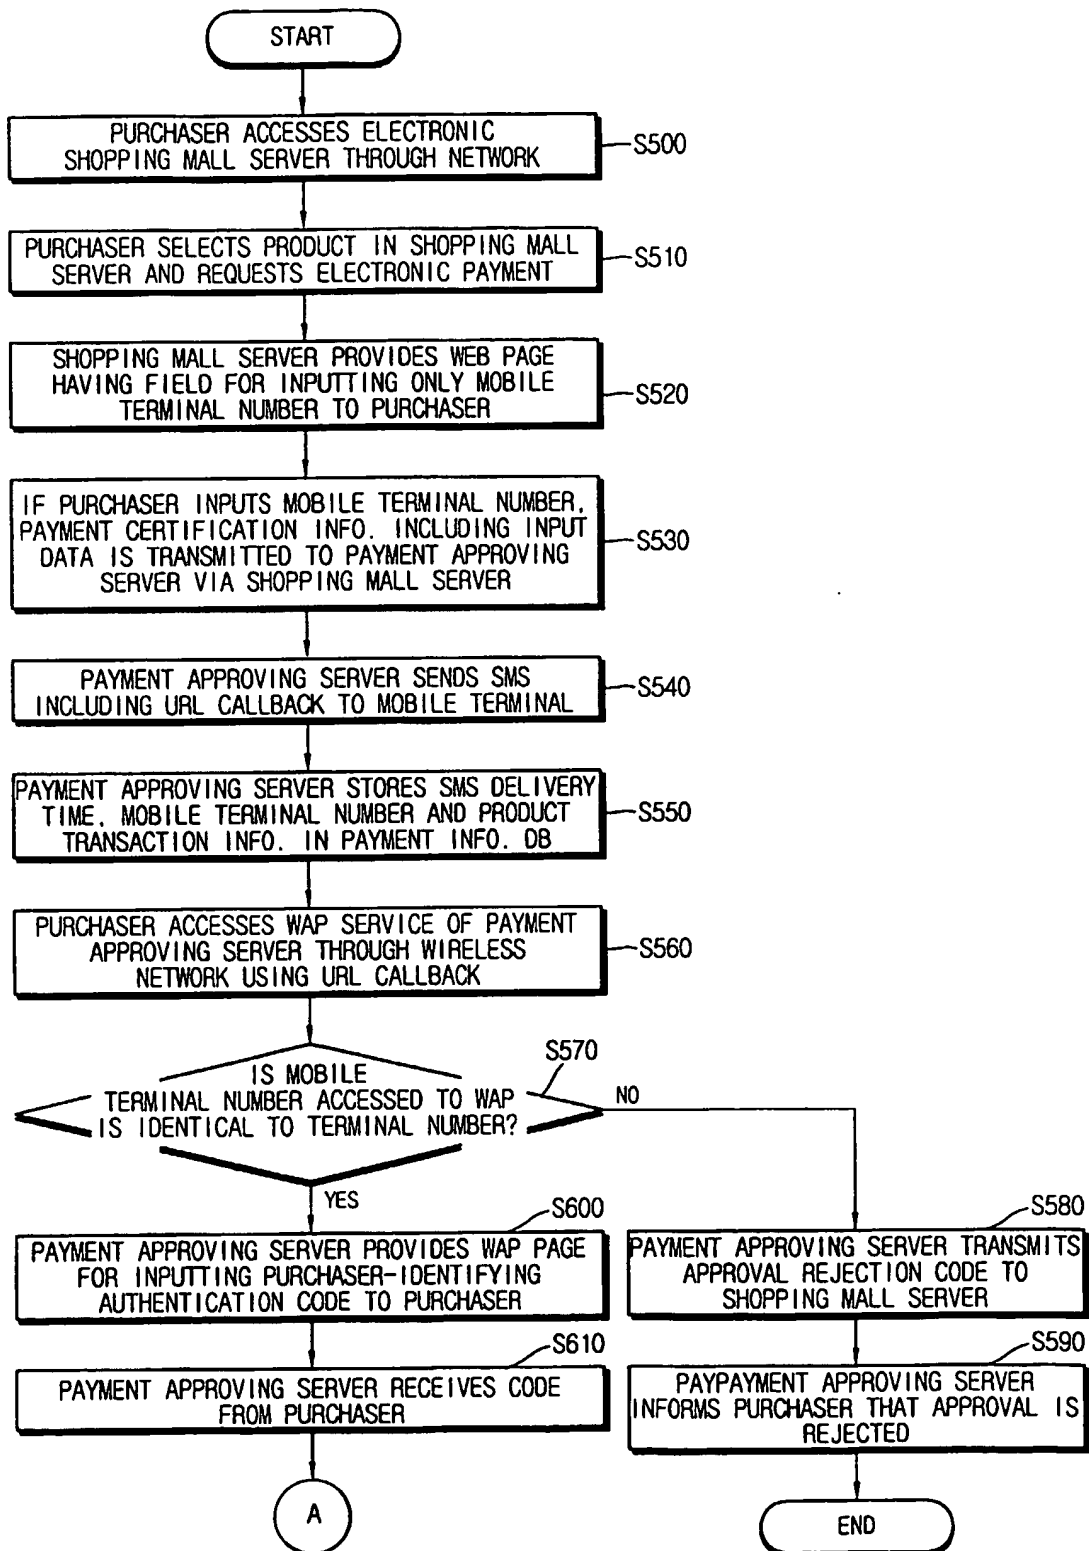 START
PURCHASER ACCESSES ELECTRONIC
SHOPPING MALL SERVER THROUGH NETWORK
S500
PURCHASER SELECTS PRODUCT IN SHOPPING MALL
SERVER AND REQUESTS ELECTRONIC PAYMENT
S510
SHOPPING MALL SERVER PROVIDES WEB PAGE
HAVING FIELD FOR INPUTTING ONLY MOBILE
TERMINAL NUMBER TO PURCHASER
S520
IF PURCHASER INPUTS MOBILE TERMINAL NUMBER,
PAYMENT CERTIFICATION INFO. INCLUDING INPUT
DATA IS TRANSMITTED TO PAYMENT APPROVING
SERVER VIA SHOPPING MALL SERVER
S530
PAYMENT APPROVING SERVER SENDS SMS
INCLUDING URL CALLBACK TO MOBILE TERMINAL
S540
PAYMENT APPROVING SERVER STORES SMS DELIVERY
TIME, MOBILE TERMINAL NUMBER AND PRODUCT
TRANSACTION INFO. IN PAYMENT INFO. DB
S550
PURCHASER ACCESSES WAP SERVICE OF PAYMENT
APPROVING SERVER THROUGH WIRELESS
NETWORK USING URL CALLBACK
S560
S570
IS MOBILE
TERMINAL NUMBER ACCESSED TO WAP
IS IDENTICAL TO TERMINAL NUMBER?
NO
YES
S600
PAYMENT APPROVING SERVER PROVIDES WAP PAGE
FOR INPUTTING PURCHASER-IDENTIFYING
AUTHENTICATION CODE TO PURCHASER
S610
PAYMENT APPROVING SERVER RECEIVES CODE
FROM PURCHASER
A
S580
PAYMENT APPROVING SERVER TRANSMITS
APPROVAL REJECTION CODE TO
SHOPPING MALL SERVER
S590
PAYPAYMENT APPROVING SERVER
INFORMS PURCHASER THAT APPROVAL IS
REJECTED
END